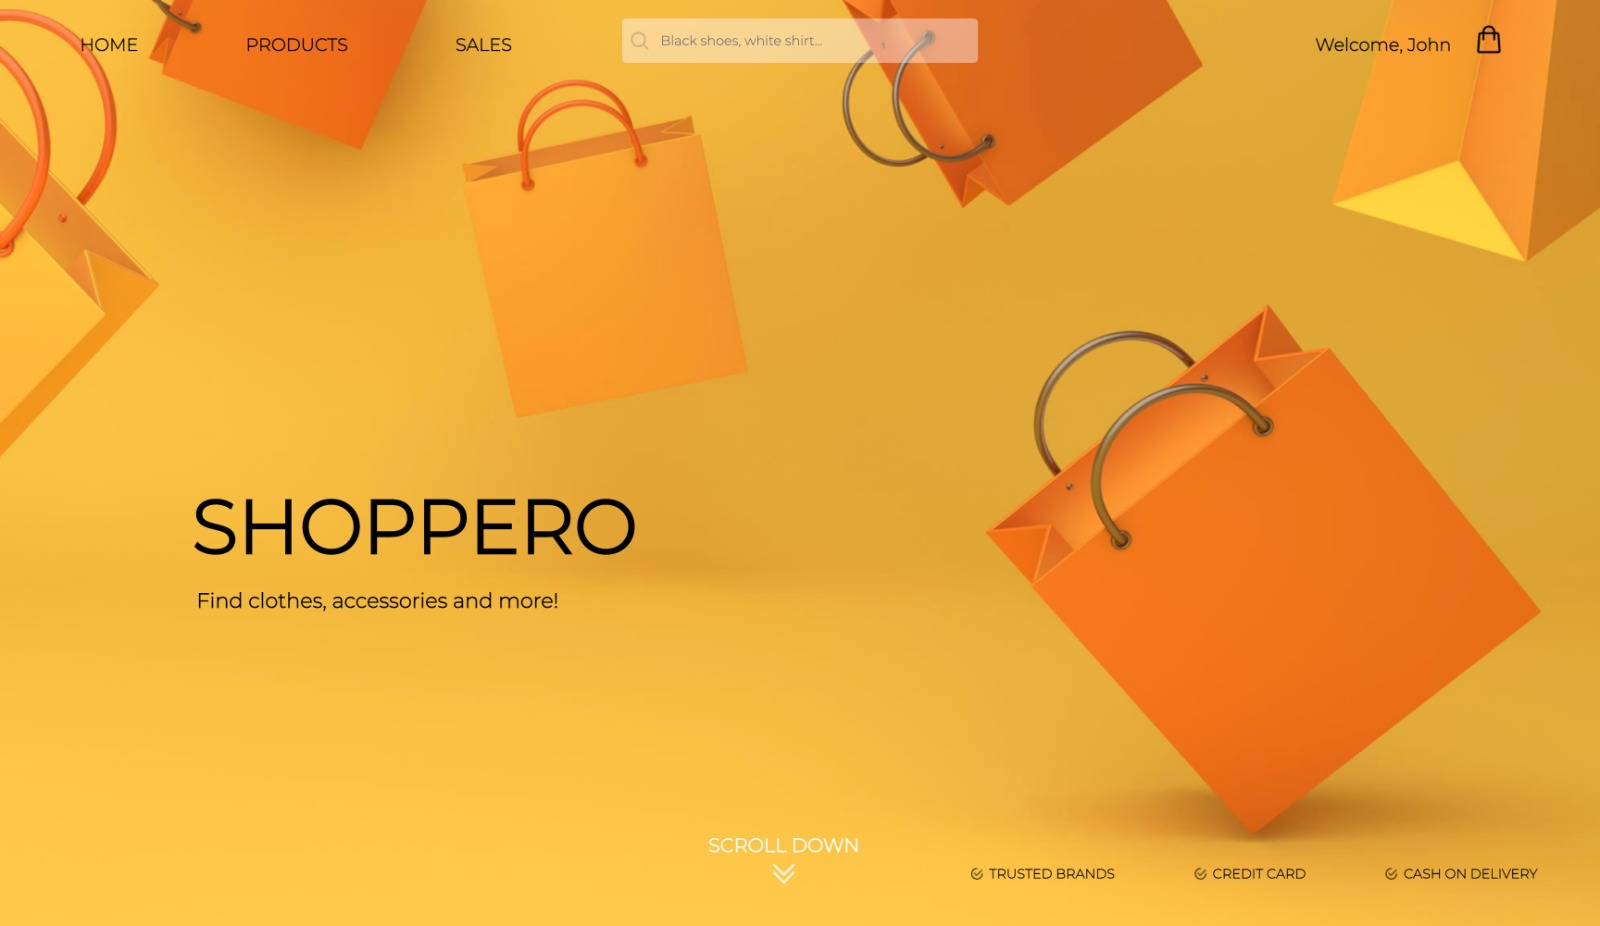 HOME
PRODUCTS
SALES
Black shoes, white shirt...
Welcome, John
SHOPPERO
Find clothes, accessories and more!
SCROLL DOWN
TRUSTED BRANDS
CREDIT CARD
CASH ON DELIVERY